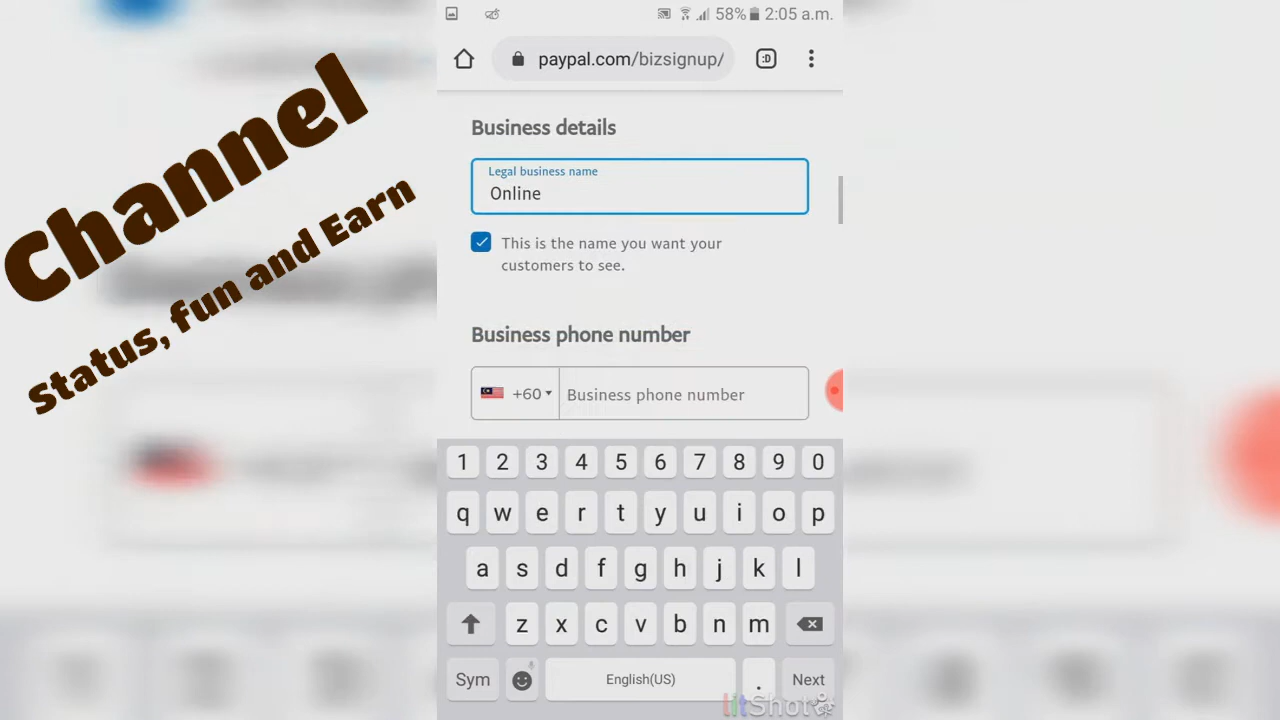 Channel
Status, fun and Earn
58% 2:05 a.m.
paypal.com/bizsignup/
:D
Business details
Legal business name
Online
This is the name you want your
customers to see.
Business phone number
+60 Business phone number
1 2 3 4 5 6 7 8 9 0
q w e r t y u i o p
a s d f g h j k l
z x c v b n m
Sym English(US) . Next
litShot